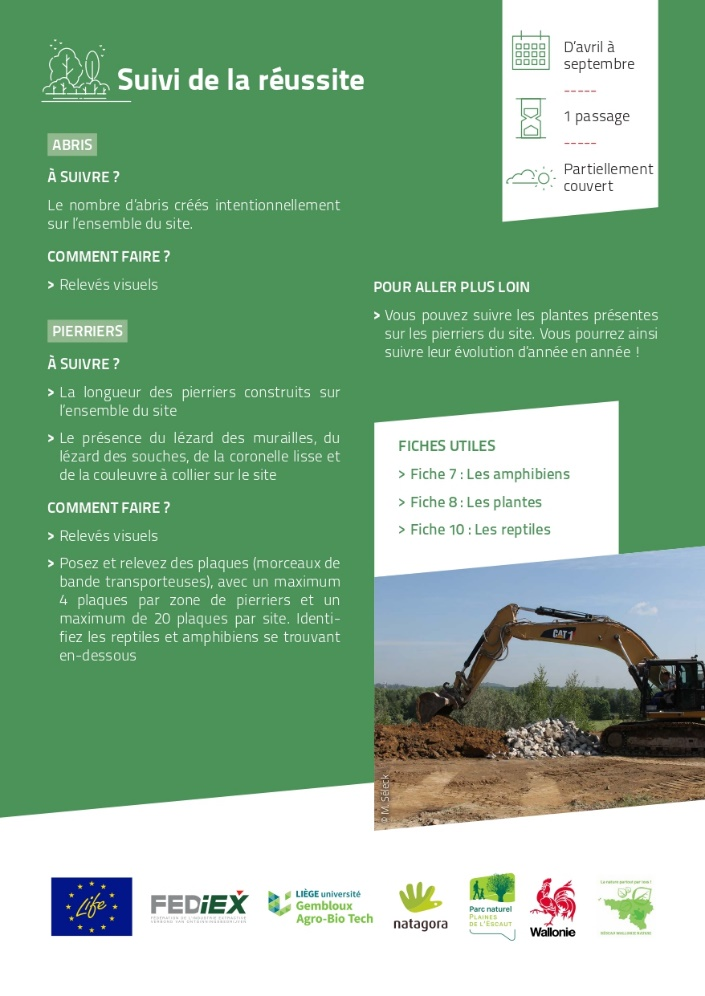 Suivi de la réussite
D'avril à
septembre
-----
1 passage
-----
Partiellement
couvert
ABRIS
À SUIVRE ?
Le nombre d'abris créés intentionnellement
sur l'ensemble du site.
COMMENT FAIRE ?
> Relevés visuels
PIERRIERS
À SUIVRE ?
> La longueur des pierriers construits sur
l'ensemble du site
> Le présence du lézard des murailles, du
lézard des souches, de la coronelle lisse et
de la couleuvre à collier sur le site
COMMENT FAIRE ?
> Relevés visuels
> Posez et relevez des plaques (morceaux de
bande transporteuses), avec un maximum
4 plaques par zone de pierriers et un
maximum de 20 plaques par site. Identi-
fiez les reptiles et amphibiens se trouvant
en-dessous
POUR ALLER PLUS LOIN
> Vous pouvez suivre les plantes présentes
sur les pierriers du site. Vous pourrez ainsi
suivre leur évolution d'année en année !
FICHES UTILES
> Fiche 7 : Les amphibiens
> Fiche 8 : Les plantes
> Fiche 10 : Les reptiles
CAT
© M. Séleck
Life
FEDIEX
LIÈGE université
Gembloux
Agro-Bio Tech
natagora
Parc naturel
PLAINES
DE L'ESCAUT
Wallonie